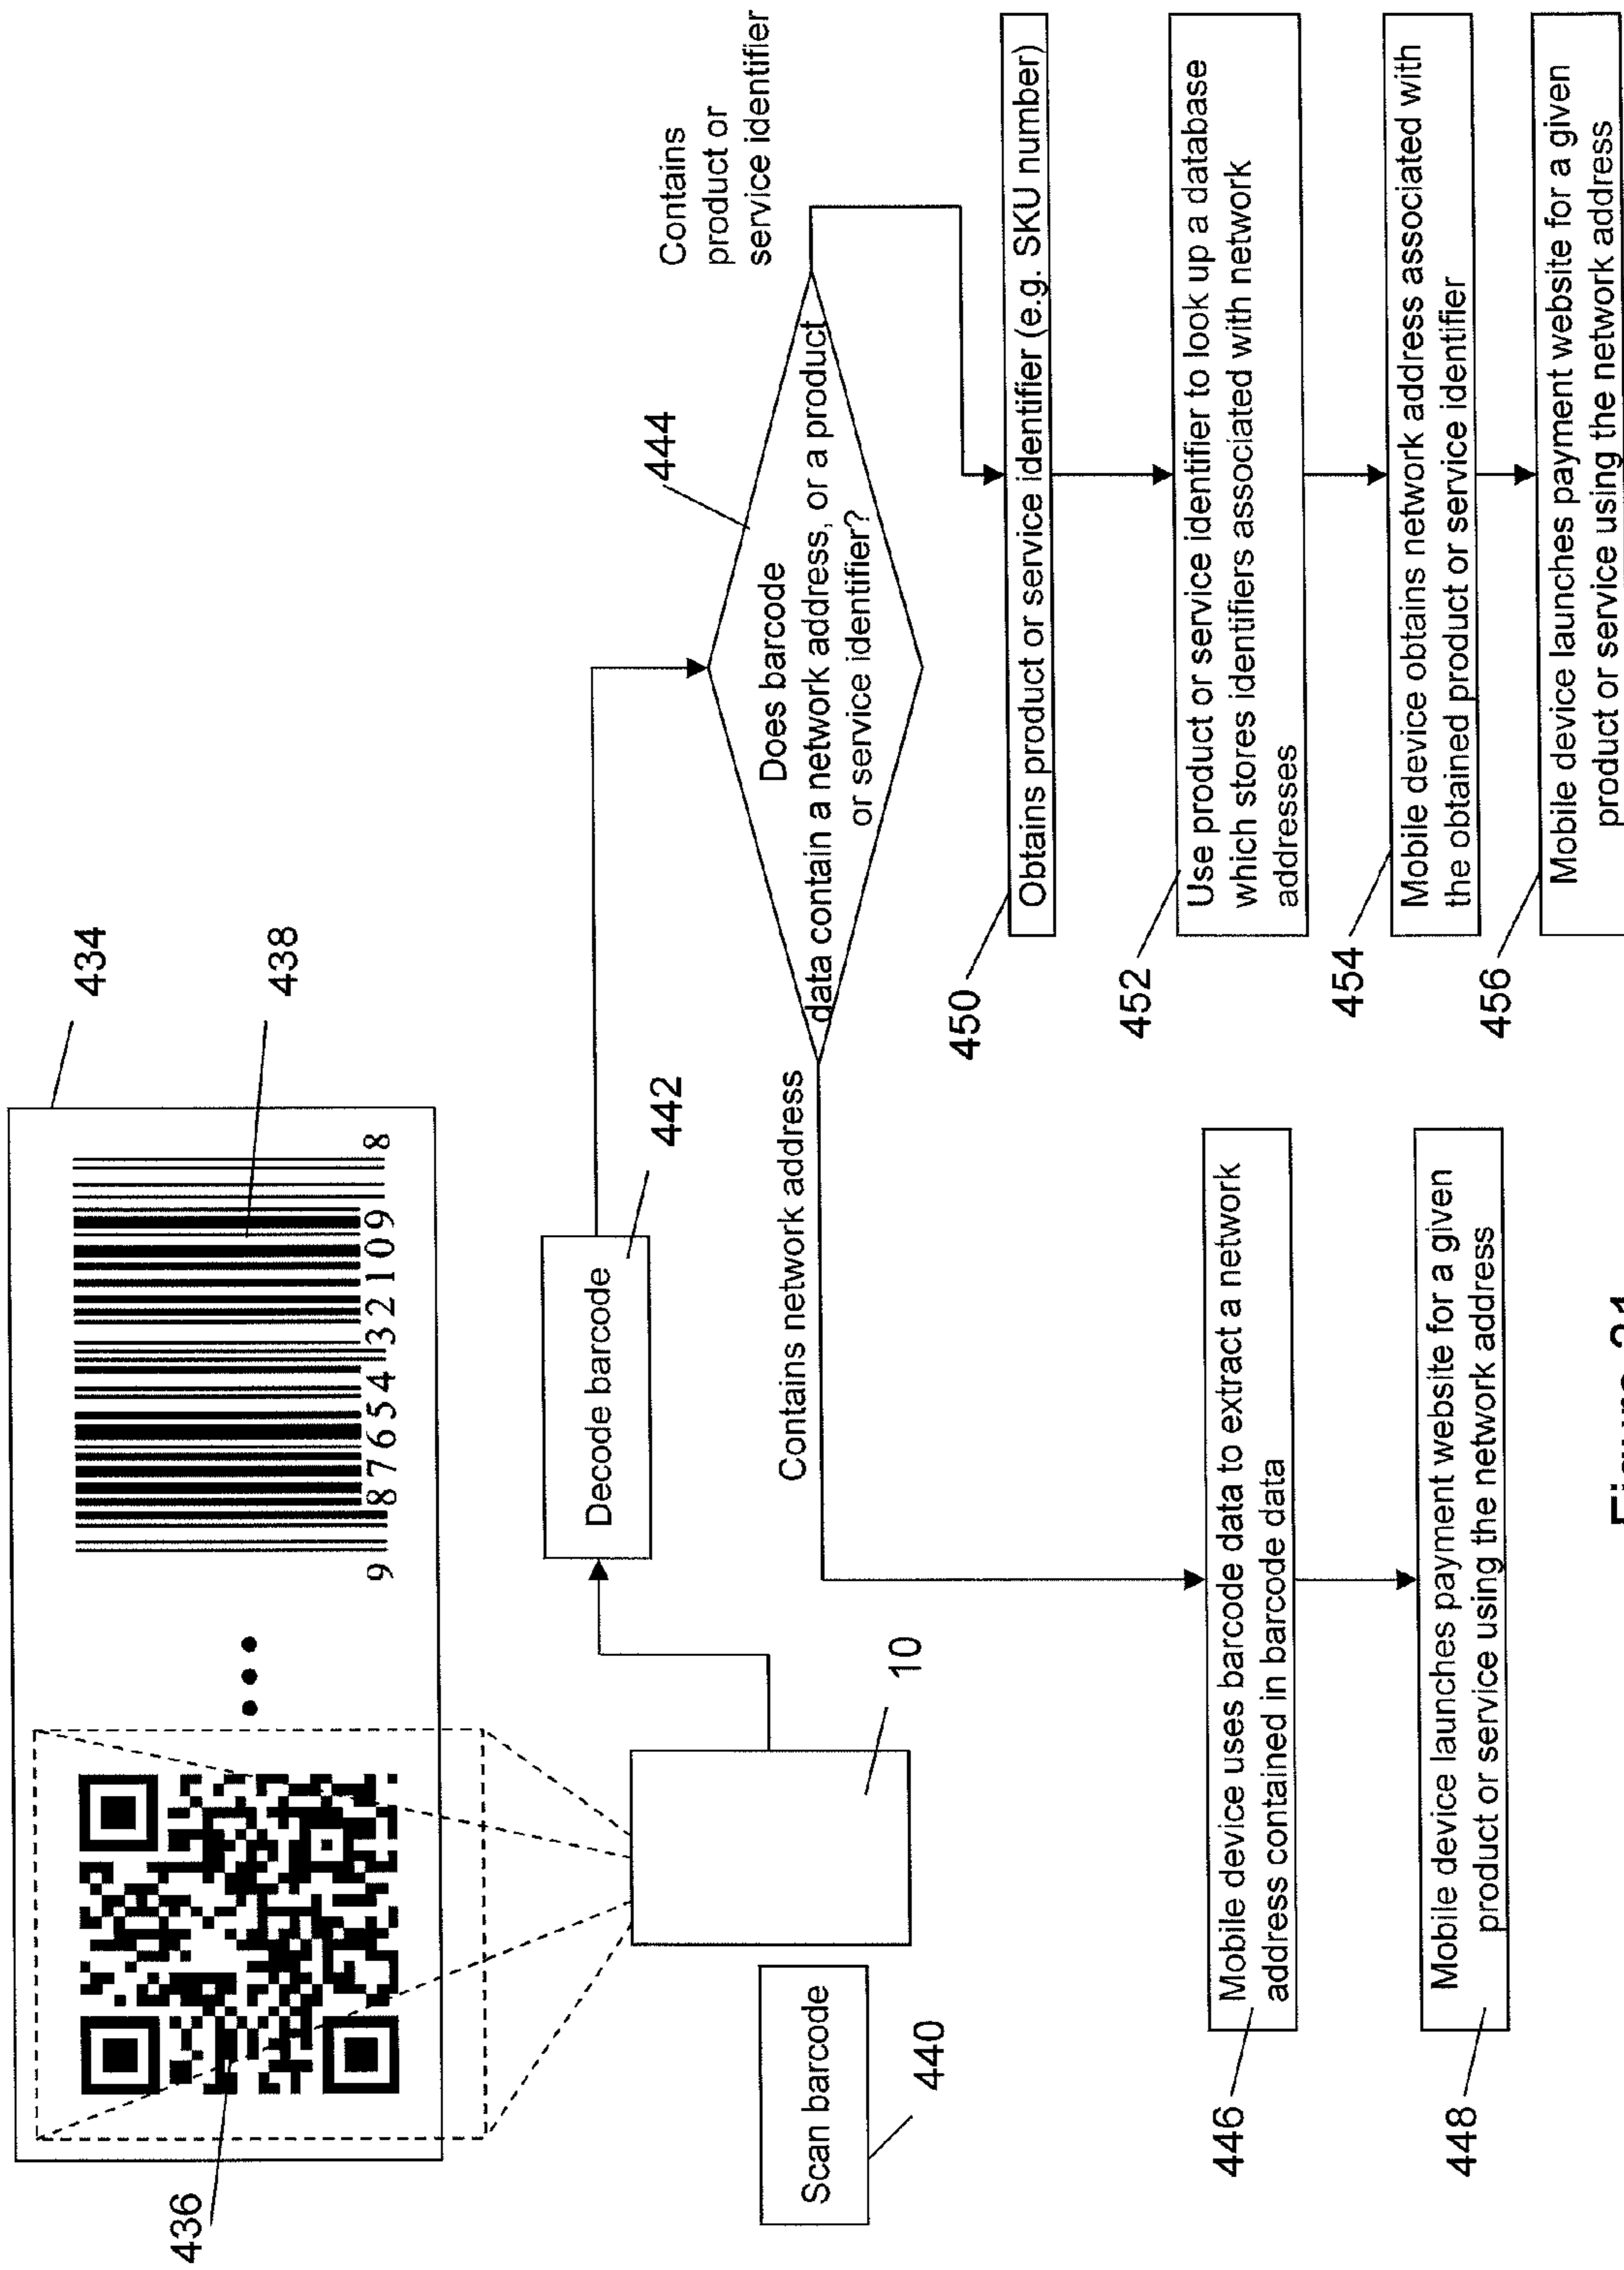 434
436
438
9 876543 2109 8
Scan barcode
440
10
Decode barcode
442
444
Does barcode
data contain a network address, or a product
or service identifier?
Contains network address
Contains
product or
service identifier
446
Mobile device uses barcode data to extract a network
address contained in barcode data
448
Mobile device launches payment website for a given
product or service using the network address
450
Obtains product or service identifier (e.g. SKU number)
452
Use product or service identifier to look up a database
which stores identifiers associated with network
addresses
454
Mobile device obtains network address associated with
the obtained product or service identifier
456
Mobile device launches payment website for a given
product or service using the network address